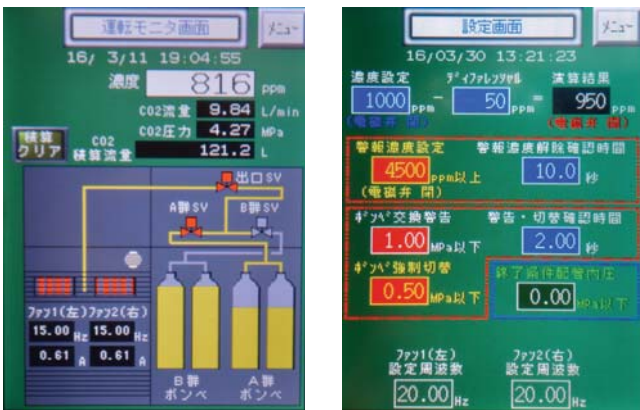 運転モニタ画面
メニュー
16/ 3/11 19:04:55
濃度 816 ppm
CO2流量 9.84 L/min
CO2圧力 4.27 MPa
積算
クリア
CO2
積算流量 121.2 L
出口SV
A群SV
B群SV
ファン1(左)ファン2(右)
15.00 Hz 15.00 Hz
0.61 A 0.61 A
B群
ボンベ
A群
ボンベ
設定画面
メニュー
16/03/30 13:21:23
濃度設定 ディファレンシャル 演算結果
1000 ppm - 50 ppm = 950 ppm
(電磁弁 閉)
(電磁弁 開)
警報濃度設定 警報濃度解除確認時間
4500 ppm以上 10.0 秒
(電磁弁 閉)
ボンベ交換警告 警告・切替確認時間
1.00 MPa以下 2.00 秒
ボンベ強制切替 終了条件配管内圧
0.50 MPa以下 0.00 MPa以下
ファン1(左) ファン2(右)
設定周波数 設定周波数
20.00 Hz 20.00 Hz